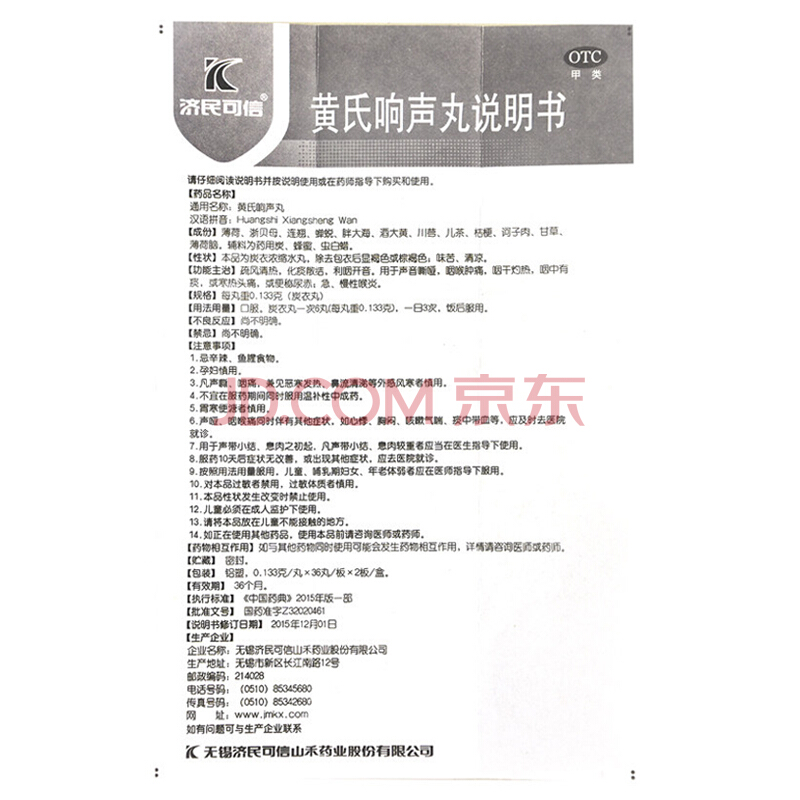 济民可信®
OTC
甲类
黄氏响声丸说明书
请仔细阅读说明书并按说明使用或在药师指导下购买和使用。
【药品名称】
通用名称：黄氏响声丸
汉语拼音：Huangshi Xiangsheng Wan
【成份】薄荷、浙贝母、连翘、蝉蜕、胖大海、酒大黄、川芎、儿茶、桔梗、诃子肉、甘草、
薄荷脑。辅料为药用炭、蜂蜜、虫白蜡。
【性状】本品为炭衣浓缩水丸，除去包衣后显褐色或棕褐色；味苦、清凉。
【功能主治】疏风清热，化痰散结，利咽开音。用于声音嘶哑，咽喉肿痛，咽干灼热，咽中有
痰，或寒热头痛，或便秘尿赤；急、慢性喉炎。
【规格】每丸重0.133克（炭衣丸）
【用法用量】口服。炭衣丸一次6丸(每丸重0.133克)，一日3次，饭后服用。
【不良反应】尚不明确。
【禁忌】尚不明确。
【注意事项】
1.忌辛辣、鱼腥食物。
2.孕妇慎用。
3.凡声嘶、咽痛，兼见恶寒发热、鼻流清涕等外感风寒者慎用。
4.不宜在服药期间同时服用温补性中成药。
5.胃寒便溏者慎用。
6.声哑、咽喉痛同时伴有其他症状，如心悸、胸闷、咳嗽气喘、痰中带血等，应及时去医院
就诊。
7.用于声带小结、息肉之初起，凡声带小结、息肉较重者应当在医生指导下使用。
8.服药10天后症状无改善，或出现其他症状，应去医院就诊。
9.按照用法用量服用，儿童、哺乳期妇女、年老体弱者应在医师指导下服用。
10.对本品过敏者禁用，过敏体质者慎用。
11.本品性状发生改变时禁止使用。
12.儿童必须在成人监护下使用。
13.请将本品放在儿童不能接触的地方。
14.如正在使用其他药品，使用本品前请咨询医师或药师。
【药物相互作用】如与其他药物同时使用可能会发生药物相互作用，详情请咨询医师或药师。
【贮藏】密封。
【包装】铝塑，0.133克/丸×36丸/板×2板/盒。
【有效期】36个月。
【执行标准】《中国药典》2015年版一部
【批准文号】国药准字Z32020461
【说明书修订日期】2015年12月01日
【生产企业】
企业名称：无锡济民可信山禾药业股份有限公司
生产地址：无锡市新区长江南路12号
邮政编码：214028
电话号码：(0510) 85345680
传真号码：(0510) 85342680
网　址：www.jmkx.com
如有问题可与生产企业联系
无锡济民可信山禾药业股份有限公司
JD.COM 京东